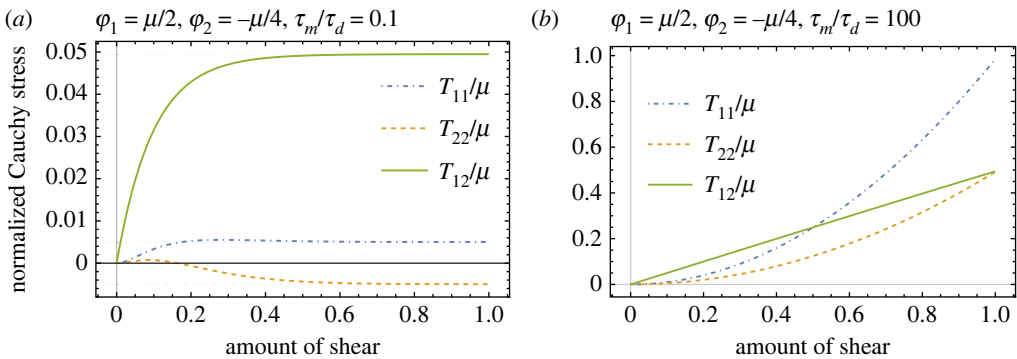 (a) φ1 = μ/2, φ2 = –μ/4, τm/τd = 0.1
0.05
0.04
0.03
0.02
0.01
0
normalized Cauchy stress
T11/μ
T22/μ
T12/μ
0 0.2 0.4 0.6 0.8 1.0
amount of shear
(b) φ1 = μ/2, φ2 = –μ/4, τm/τd = 100
1.0
0.8
0.6
0.4
0.2
0
T11/μ
T22/μ
T12/μ
0 0.2 0.4 0.6 0.8 1.0
amount of shear